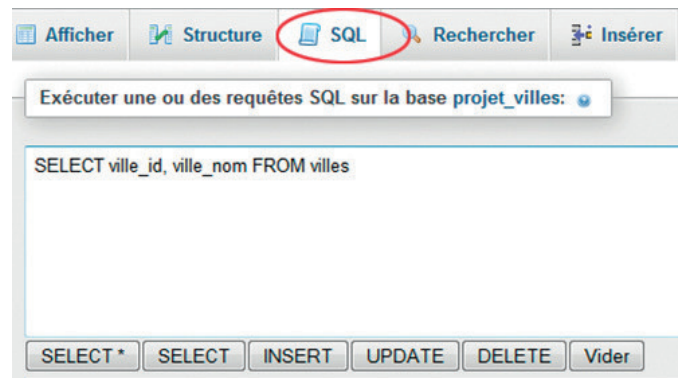 Afficher Structure SQL Rechercher Insérer
Exécuter une ou des requêtes SQL sur la base projet_villes:
SELECT ville_id, ville_nom FROM villes
SELECT * SELECT INSERT UPDATE DELETE Vider